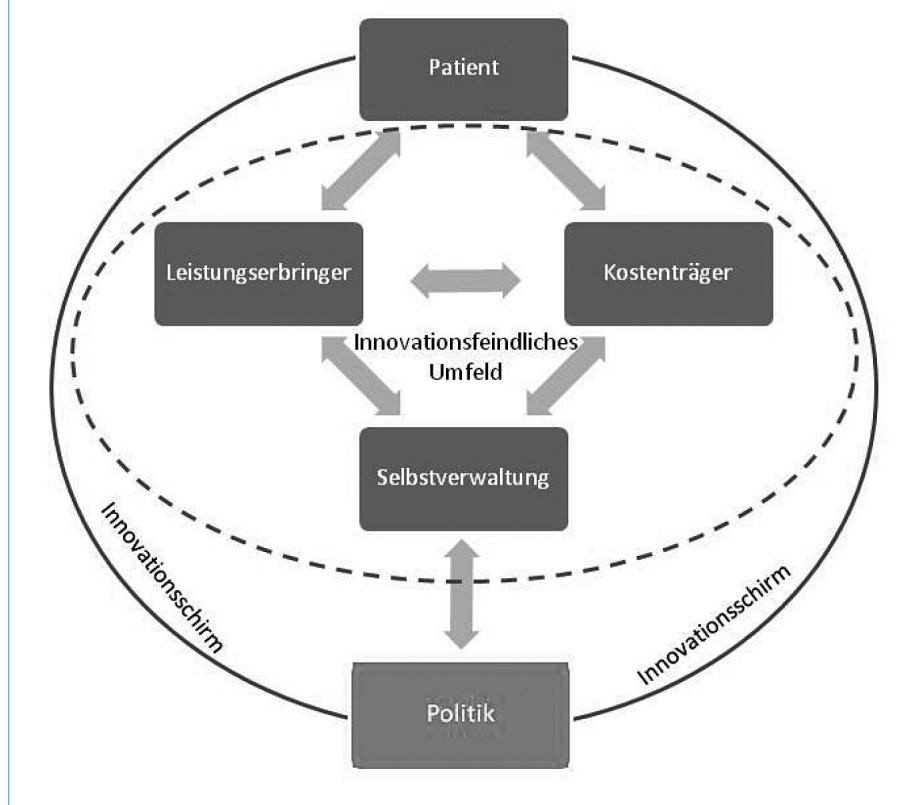 Patient
Leistungserbringer
Kostenträger
Innovationsfeindliches
Umfeld
Selbstverwaltung
Innovationsschirm
Innovationsschirm
Politik